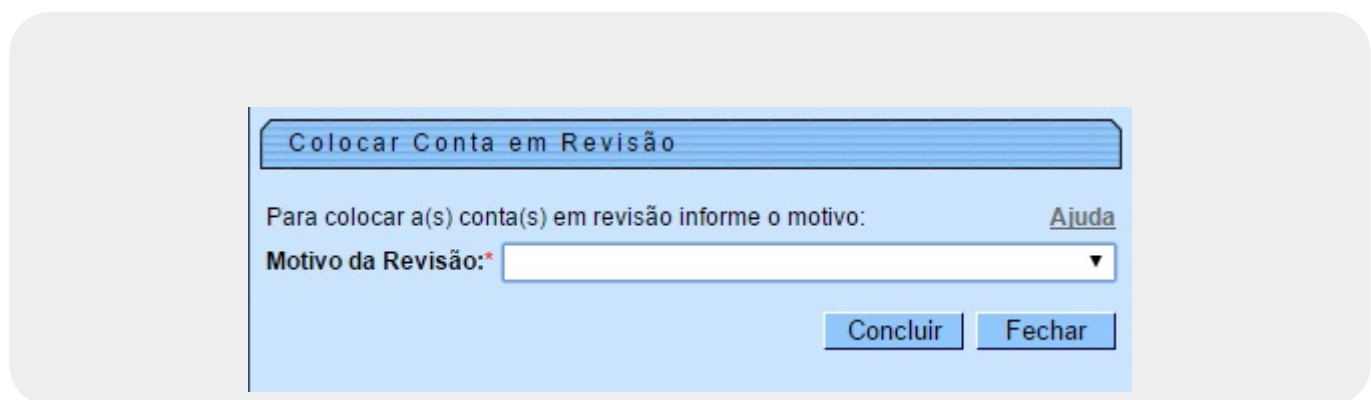 Colocar Conta em Revisão
Para colocar a(s) conta(s) em revisão informe o motivo: Ajuda
Motivo da Revisão:*
Concluir Fechar